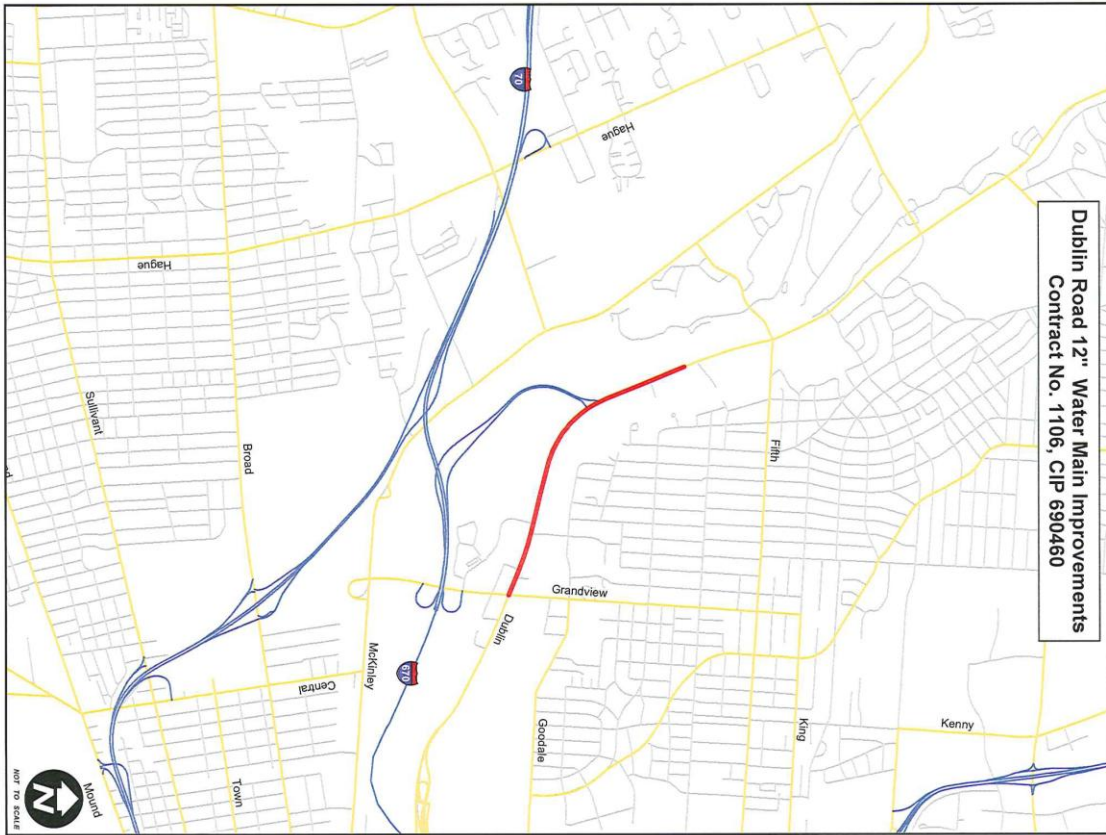 Dublin Road 12" Water Main Improvements
Contract No. 1106, CIP 690460
70
Hague
Hague
Fifth
Sullivant
Broad
Grandview
Dublin
McKinley
670
Central
Goodale
King
Kenny
Town
Mound
N
NOT TO SCALE